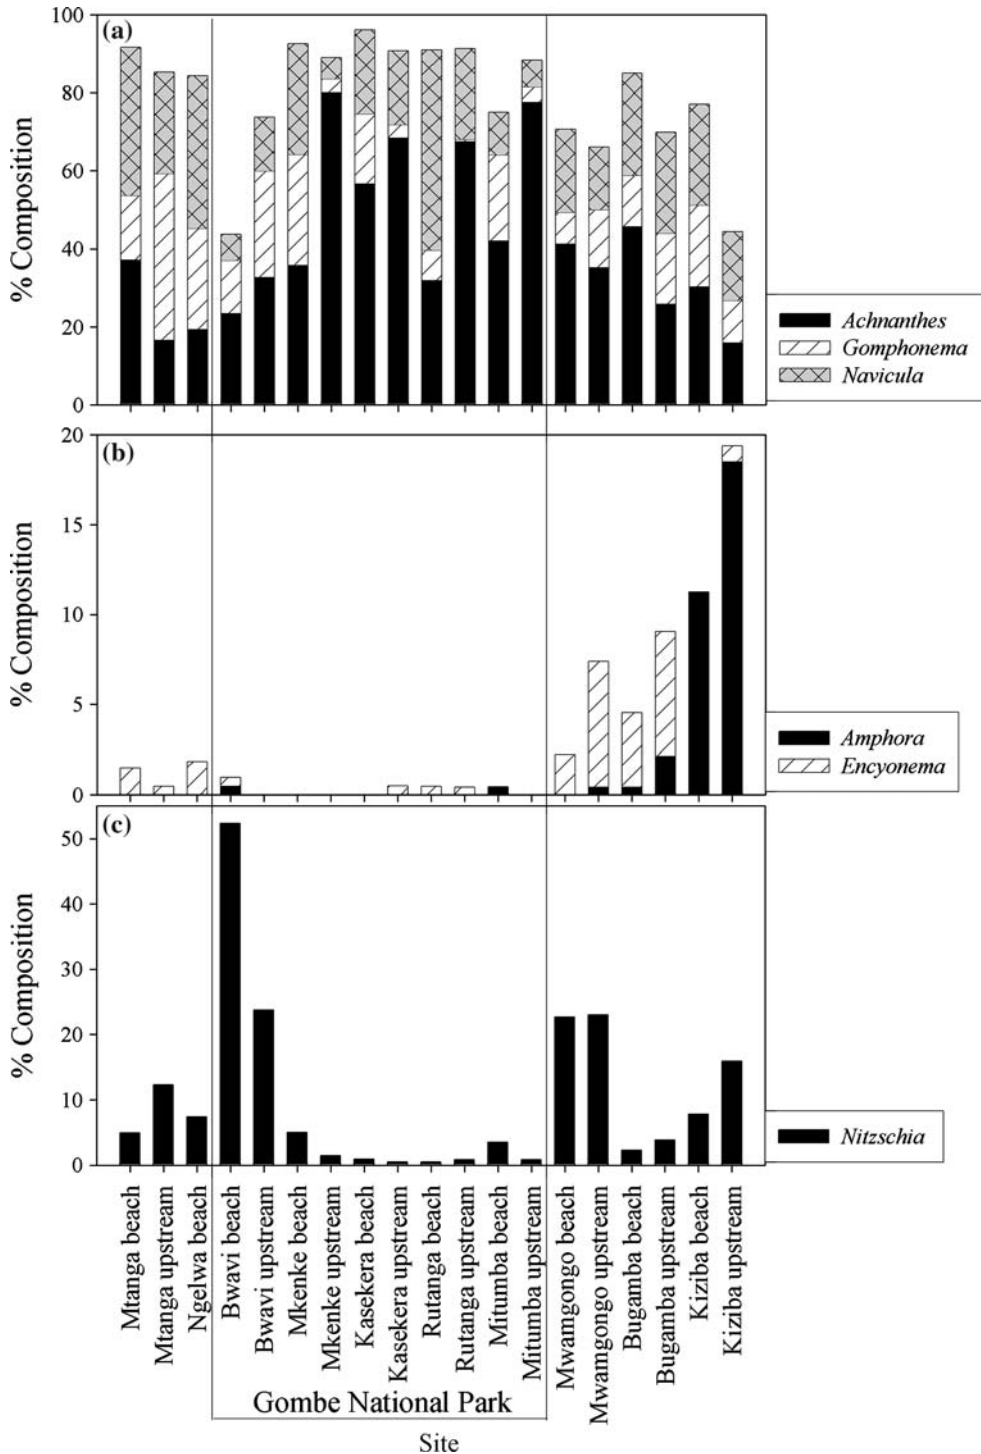 (a)
% Composition
100
80
60
40
20
0
Achnanthes
Gomphonema
Navicula
(b)
% Composition
20
15
10
5
0
Amphora
Encyonema
(c)
% Composition
50
40
30
20
10
0
Nitzschia
Mtanga beach
Mtanga upstream
Ngelwa beach
Bwavi beach
Bwavi upstream
Mkenke beach
Mkenke upstream
Kasekera beach
Kasekera upstream
Rutanga beach
Rutanga upstream
Mitumba beach
Mitumba upstream
Mwamgongo beach
Mwamgongo upstream
Bugamba beach
Bugamba upstream
Kiziba beach
Kiziba upstream
Gombe National Park
Site